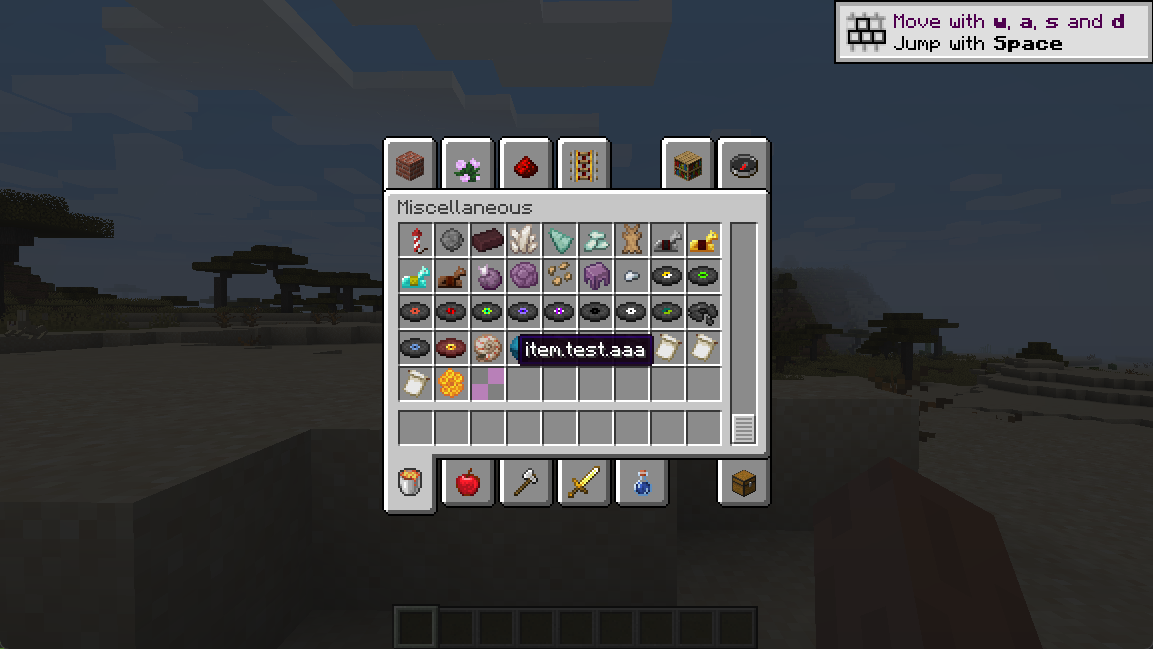 Move with w, a, s and d
Jump with Space
Miscellaneous
item.test.aaa